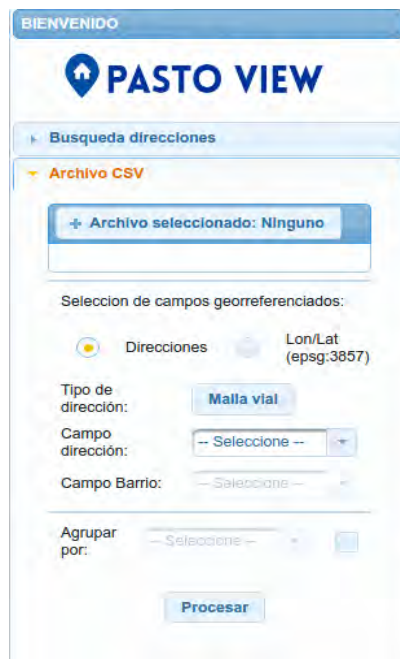 BIENVENIDO
PASTO VIEW
Busqueda direcciones
Archivo CSV
+ Archivo seleccionado: Ninguno
Seleccion de campos georreferenciados:
Direcciones
Lon/Lat
(epsg:3857)
Tipo de
dirección:
Malla vial
Campo
dirección:
-- Seleccione --
Campo Barrio:
-- Seleccione --
Agrupar
por:
-- Seleccione --
Procesar